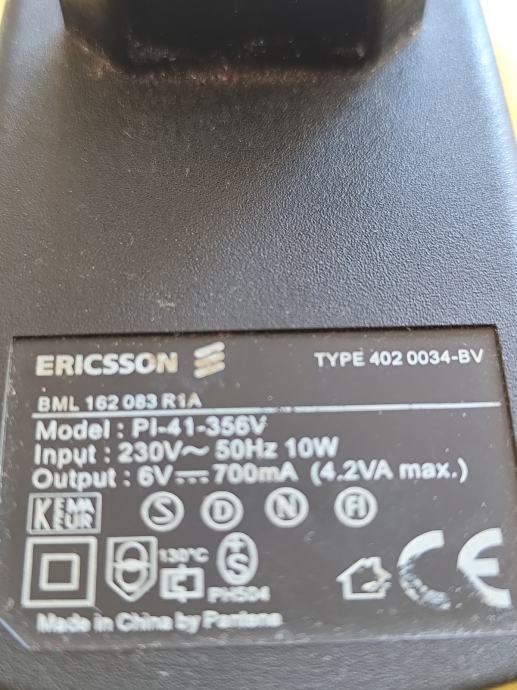 ERICSSON
TYPE 402 0034-BV
BML 162 083 R1A
Model : PI-41-356V
Input : 230V~ 50Hz 10W
Output : 6V⎓700mA (4.2VA max.)
KEMA EUR
S D N FI
130°C
S
PH504
CE
Made in China by Pantene